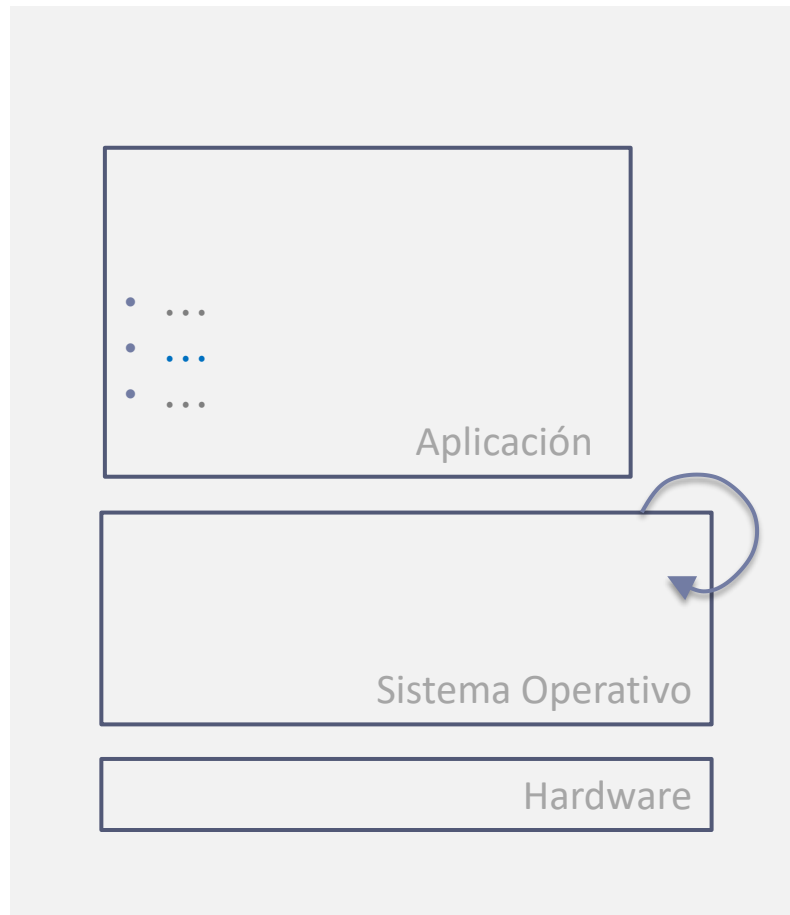 • ...
• ...
• ...
Aplicación
Sistema Operativo
Hardware